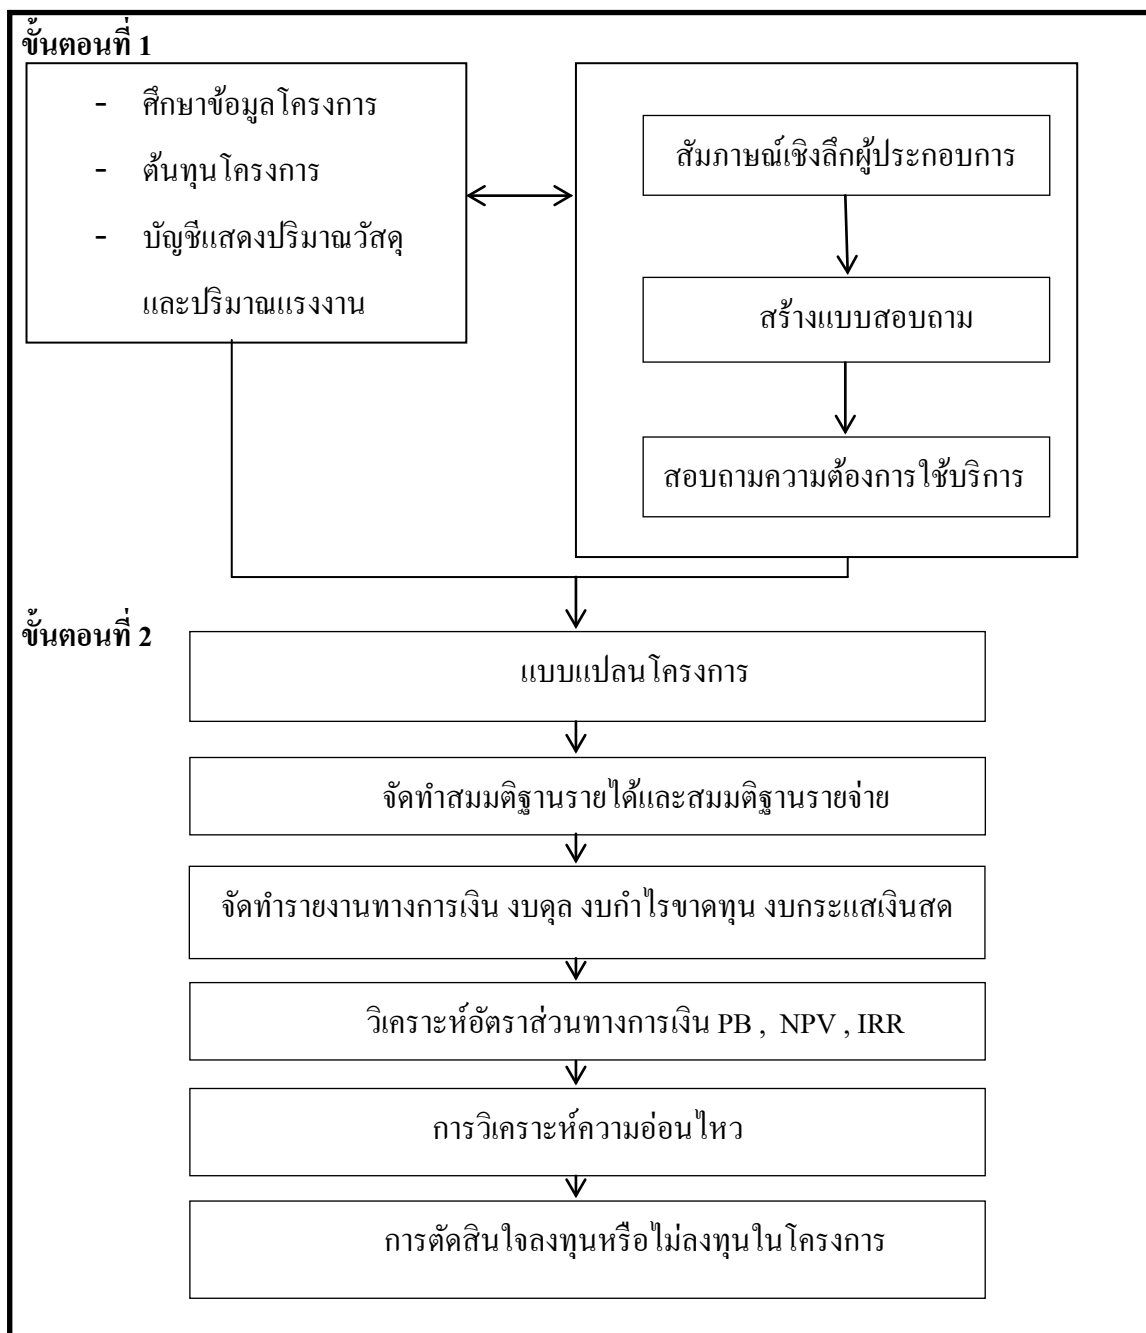 ขั้นตอนที่ 1
- ศึกษาข้อมูลโครงการ
- ต้นทุนโครงการ
- บัญชีแสดงปริมาณวัสดุ
และปริมาณแรงงาน
สัมภาษณ์เชิงลึกผู้ประกอบการ
สร้างแบบสอบถาม
สอบถามความต้องการใช้บริการ
ขั้นตอนที่ 2
แบบแปลนโครงการ
จัดทำสมมติฐานรายได้และสมมติฐานรายจ่าย
จัดทำรายงานทางการเงิน งบดุล งบกำไรขาดทุน งบกระแสเงินสด
วิเคราะห์อัตราส่วนทางการเงิน PB , NPV , IRR
การวิเคราะห์ความอ่อนไหว
การตัดสินใจลงทุนหรือไม่ลงทุนในโครงการ